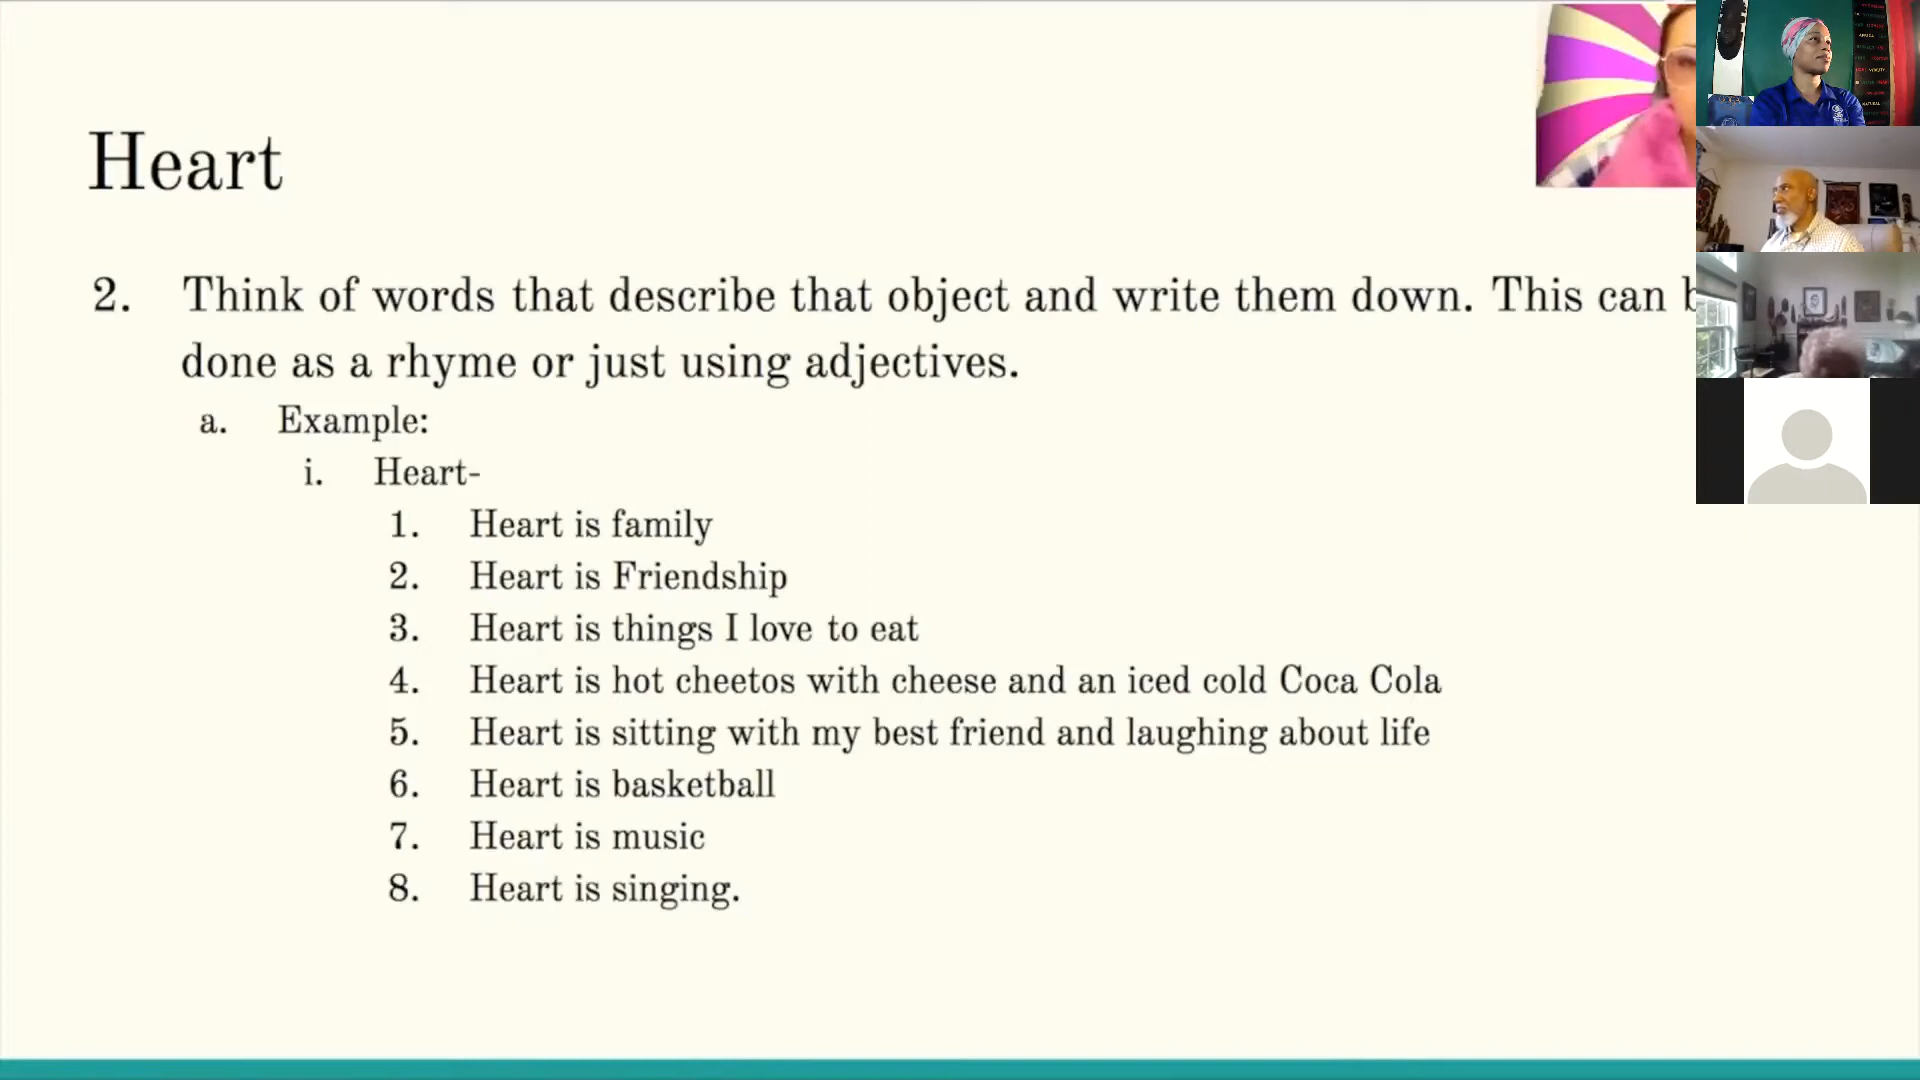 Heart
2. Think of words that describe that object and write them down. This can
done as a rhyme or just using adjectives.
a. Example:
i. Heart-
1. Heart is family
2. Heart is Friendship
3. Heart is things I love to eat
4. Heart is hot cheetos with cheese and an iced cold Coca Cola
5. Heart is sitting with my best friend and laughing about life
6. Heart is basketball
7. Heart is music
8. Heart is singing.